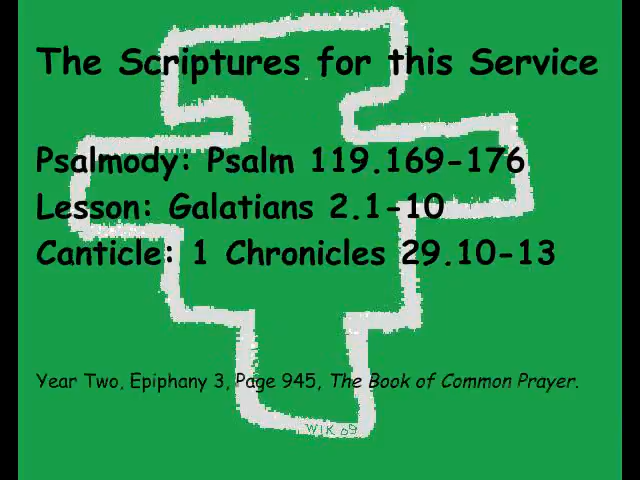 The Scriptures for this Service
Psalmody: Psalm 119.169-176
Lesson: Galatians 2.1-10
Canticle: 1 Chronicles 29.10-13
Year Two, Epiphany 3, Page 945, The Book of Common Prayer.
WIK 09